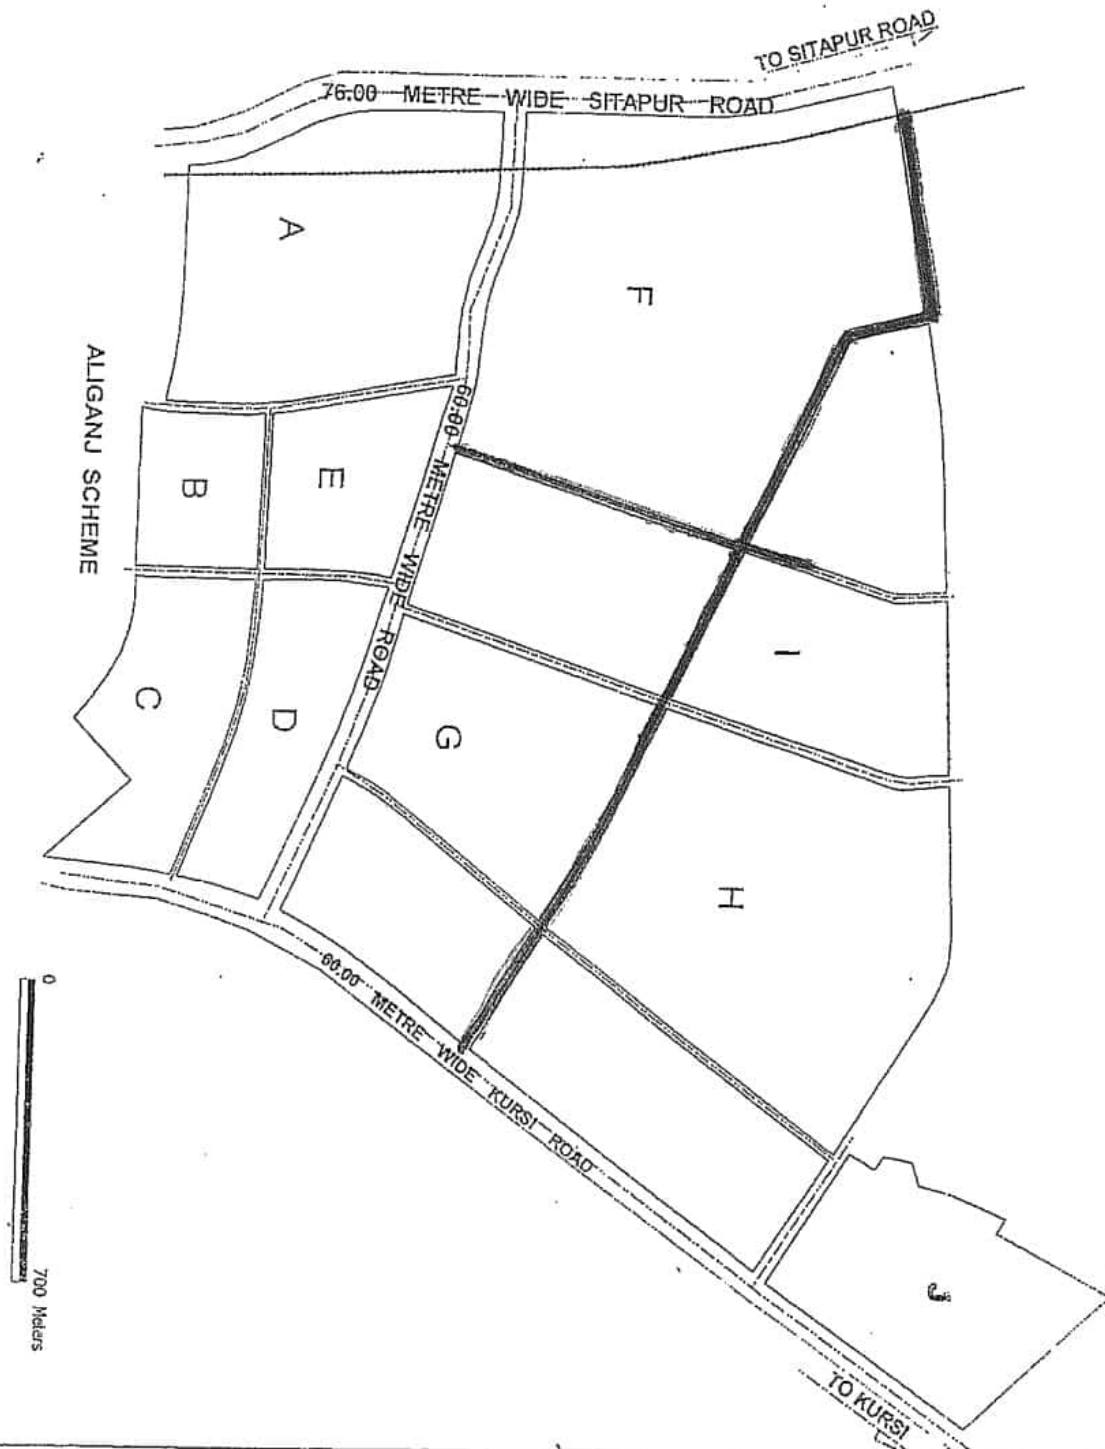 TO SITAPUR ROAD
76.00 METRE WIDE SITAPUR ROAD
A
F
60.00 METRE WIDE ROAD
ALIGANJ SCHEME
B
E
I
C
D
G
H
60.00 METRE WIDE KURSI ROAD
0
700 Meters
J
TO KURSI